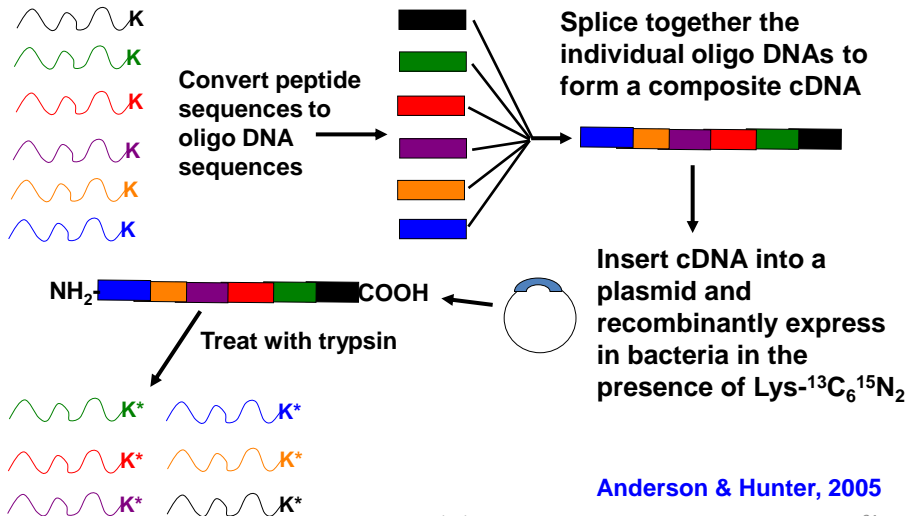 K
K
K
K
K
K
Convert peptide
sequences to
oligo DNA
sequences
Splice together the
individual oligo DNAs to
form a composite cDNA
Insert cDNA into a
plasmid and
recombinantly express
in bacteria in the
presence of Lys-¹³C₆¹⁵N₂
NH₂-
COOH
Treat with trypsin
K* K*
K* K*
K* K*
Anderson & Hunter, 2005